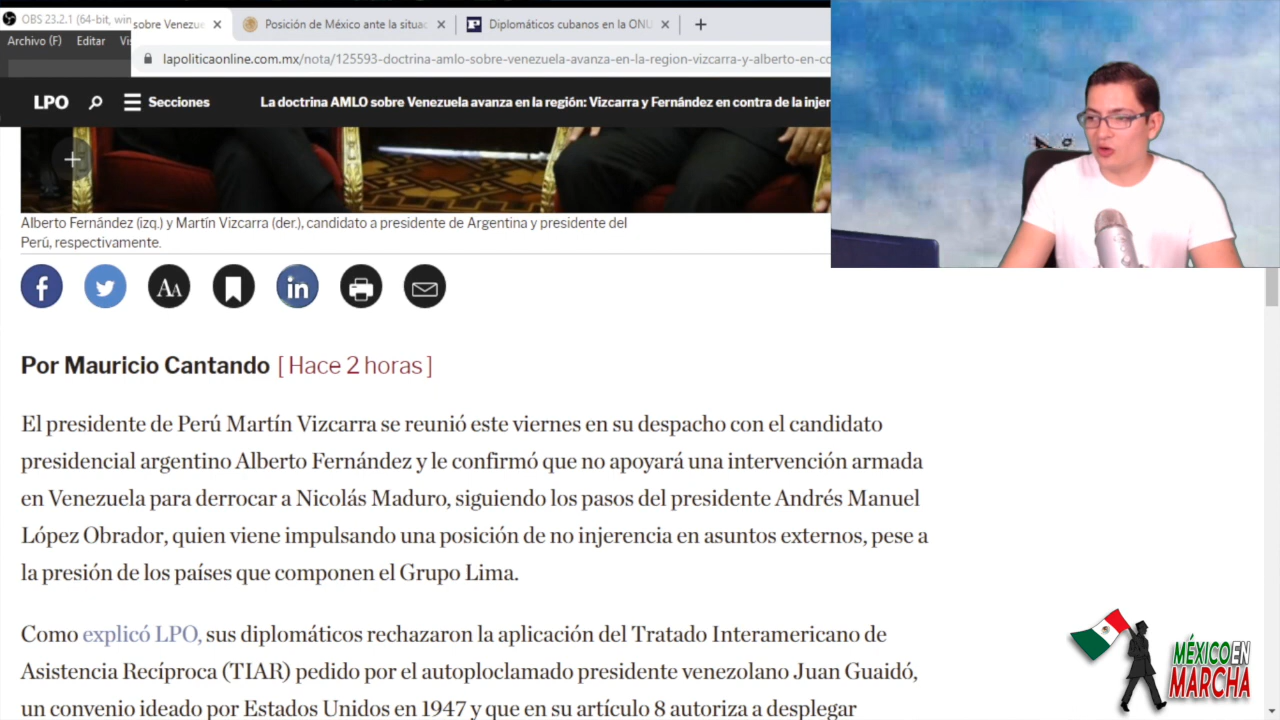 OBS 23.2.1 (64-bit, win
Archivo (F) Editar
sobre Venezue
Posición de México ante la situac
Diplomáticos cubanos en la ONU
lapoliticaonline.com.mx/nota/125593-doctrina-amlo-sobre-venezuela-avanza-en-la-region-vizcarra-y-alberto-en-co
LPO Secciones La doctrina AMLO sobre Venezuela avanza en la región: Vizcarra y Fernández en contra de la injer
Alberto Fernández (izq.) y Martín Vizcarra (der.), candidato a presidente de Argentina y presidente del
Perú, respectivamente.
Por Mauricio Cantando [ Hace 2 horas ]
El presidente de Perú Martín Vizcarra se reunió este viernes en su despacho con el candidato
presidencial argentino Alberto Fernández y le confirmó que no apoyará una intervención armada
en Venezuela para derrocar a Nicolás Maduro, siguiendo los pasos del presidente Andrés Manuel
López Obrador, quien viene impulsando una posición de no injerencia en asuntos externos, pese a
la presión de los países que componen el Grupo Lima.
Como explicó LPO, sus diplomáticos rechazaron la aplicación del Tratado Interamericano de
Asistencia Recíproca (TIAR) pedido por el autoproclamado presidente venezolano Juan Guaidó,
un convenio ideado por Estados Unidos en 1947 y que en su artículo 8 autoriza a desplegar
MÉXICO EN
MARCHA